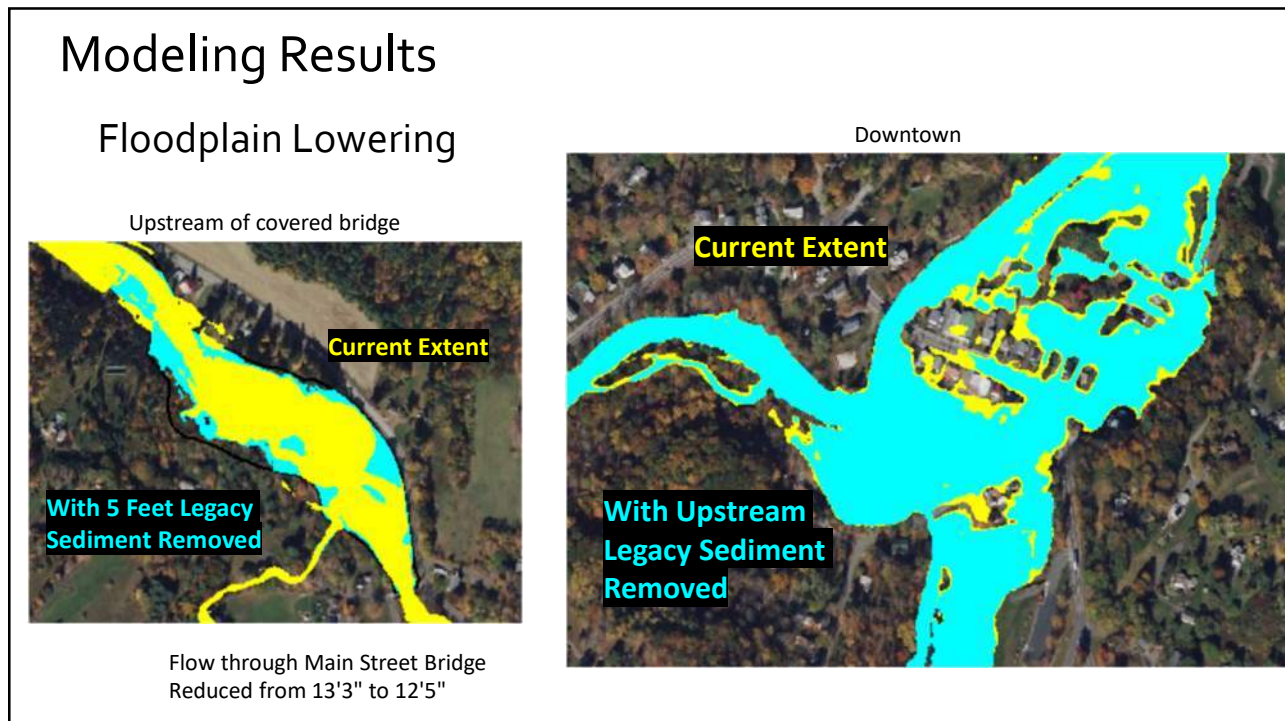 Modeling Results
Floodplain Lowering
Upstream of covered bridge
Current Extent
With 5 Feet Legacy
Sediment Removed
Flow through Main Street Bridge
Reduced from 13'3" to 12'5"
Downtown
Current Extent
With Upstream
Legacy Sediment
Removed